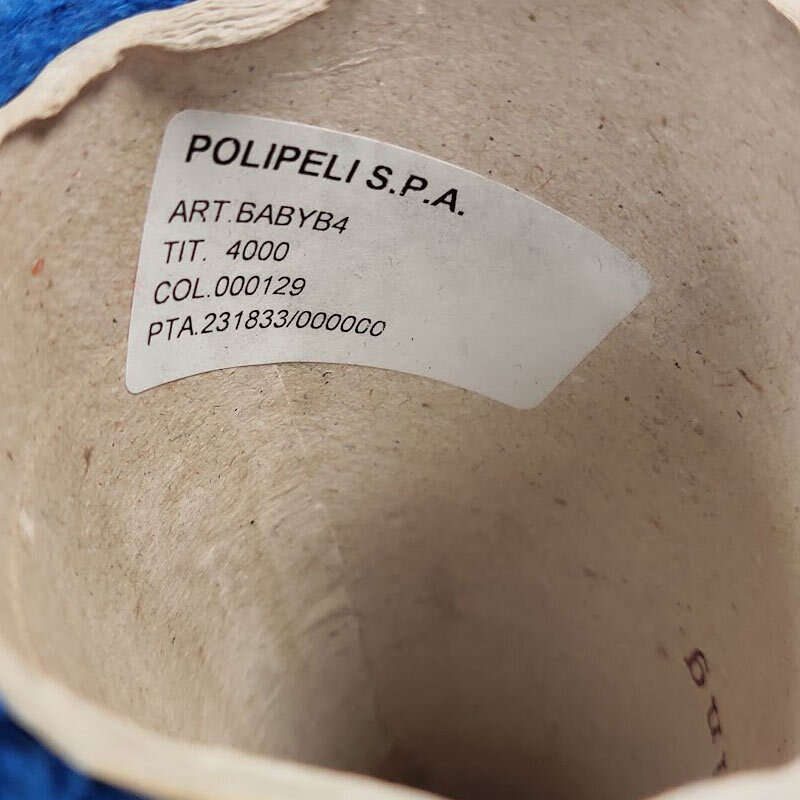 POLIPELI S.P.A.
ART.BABYB4
TIT. 4000
COL.000129
PTA.231833/000000